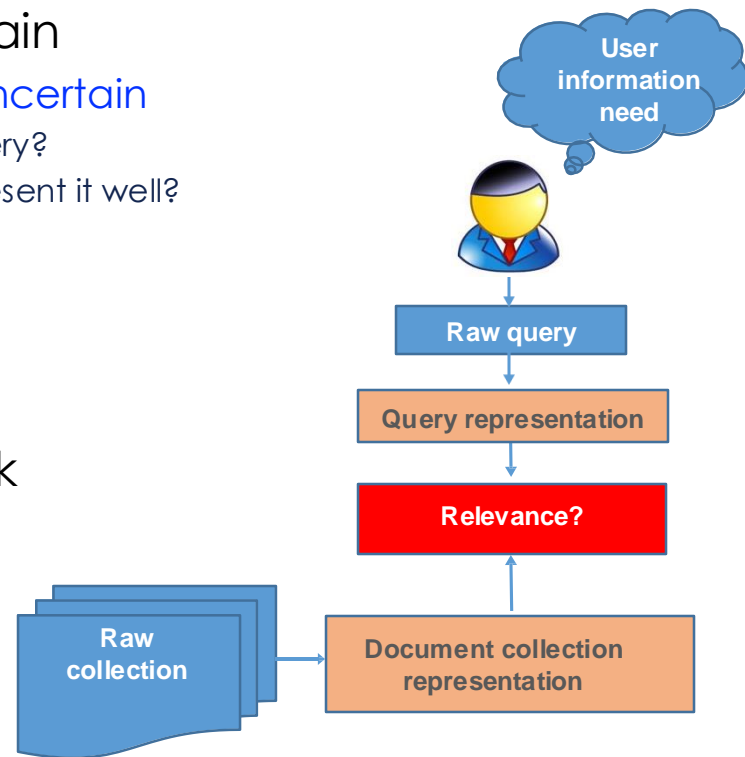 ain
ncertain
ery?
esent it well?
k
User
information
need
Raw query
Query representation
Relevance?
Raw
collection
Document collection
representation